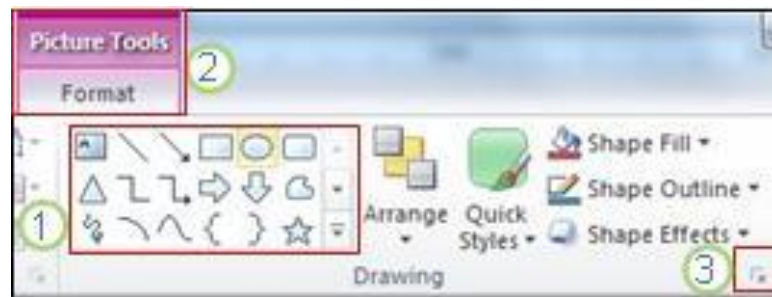 Picture Tools
2
Format
Shape Fill
Shape Outline
1
Arrange
Quick
Styles
Shape Effects
3
Drawing